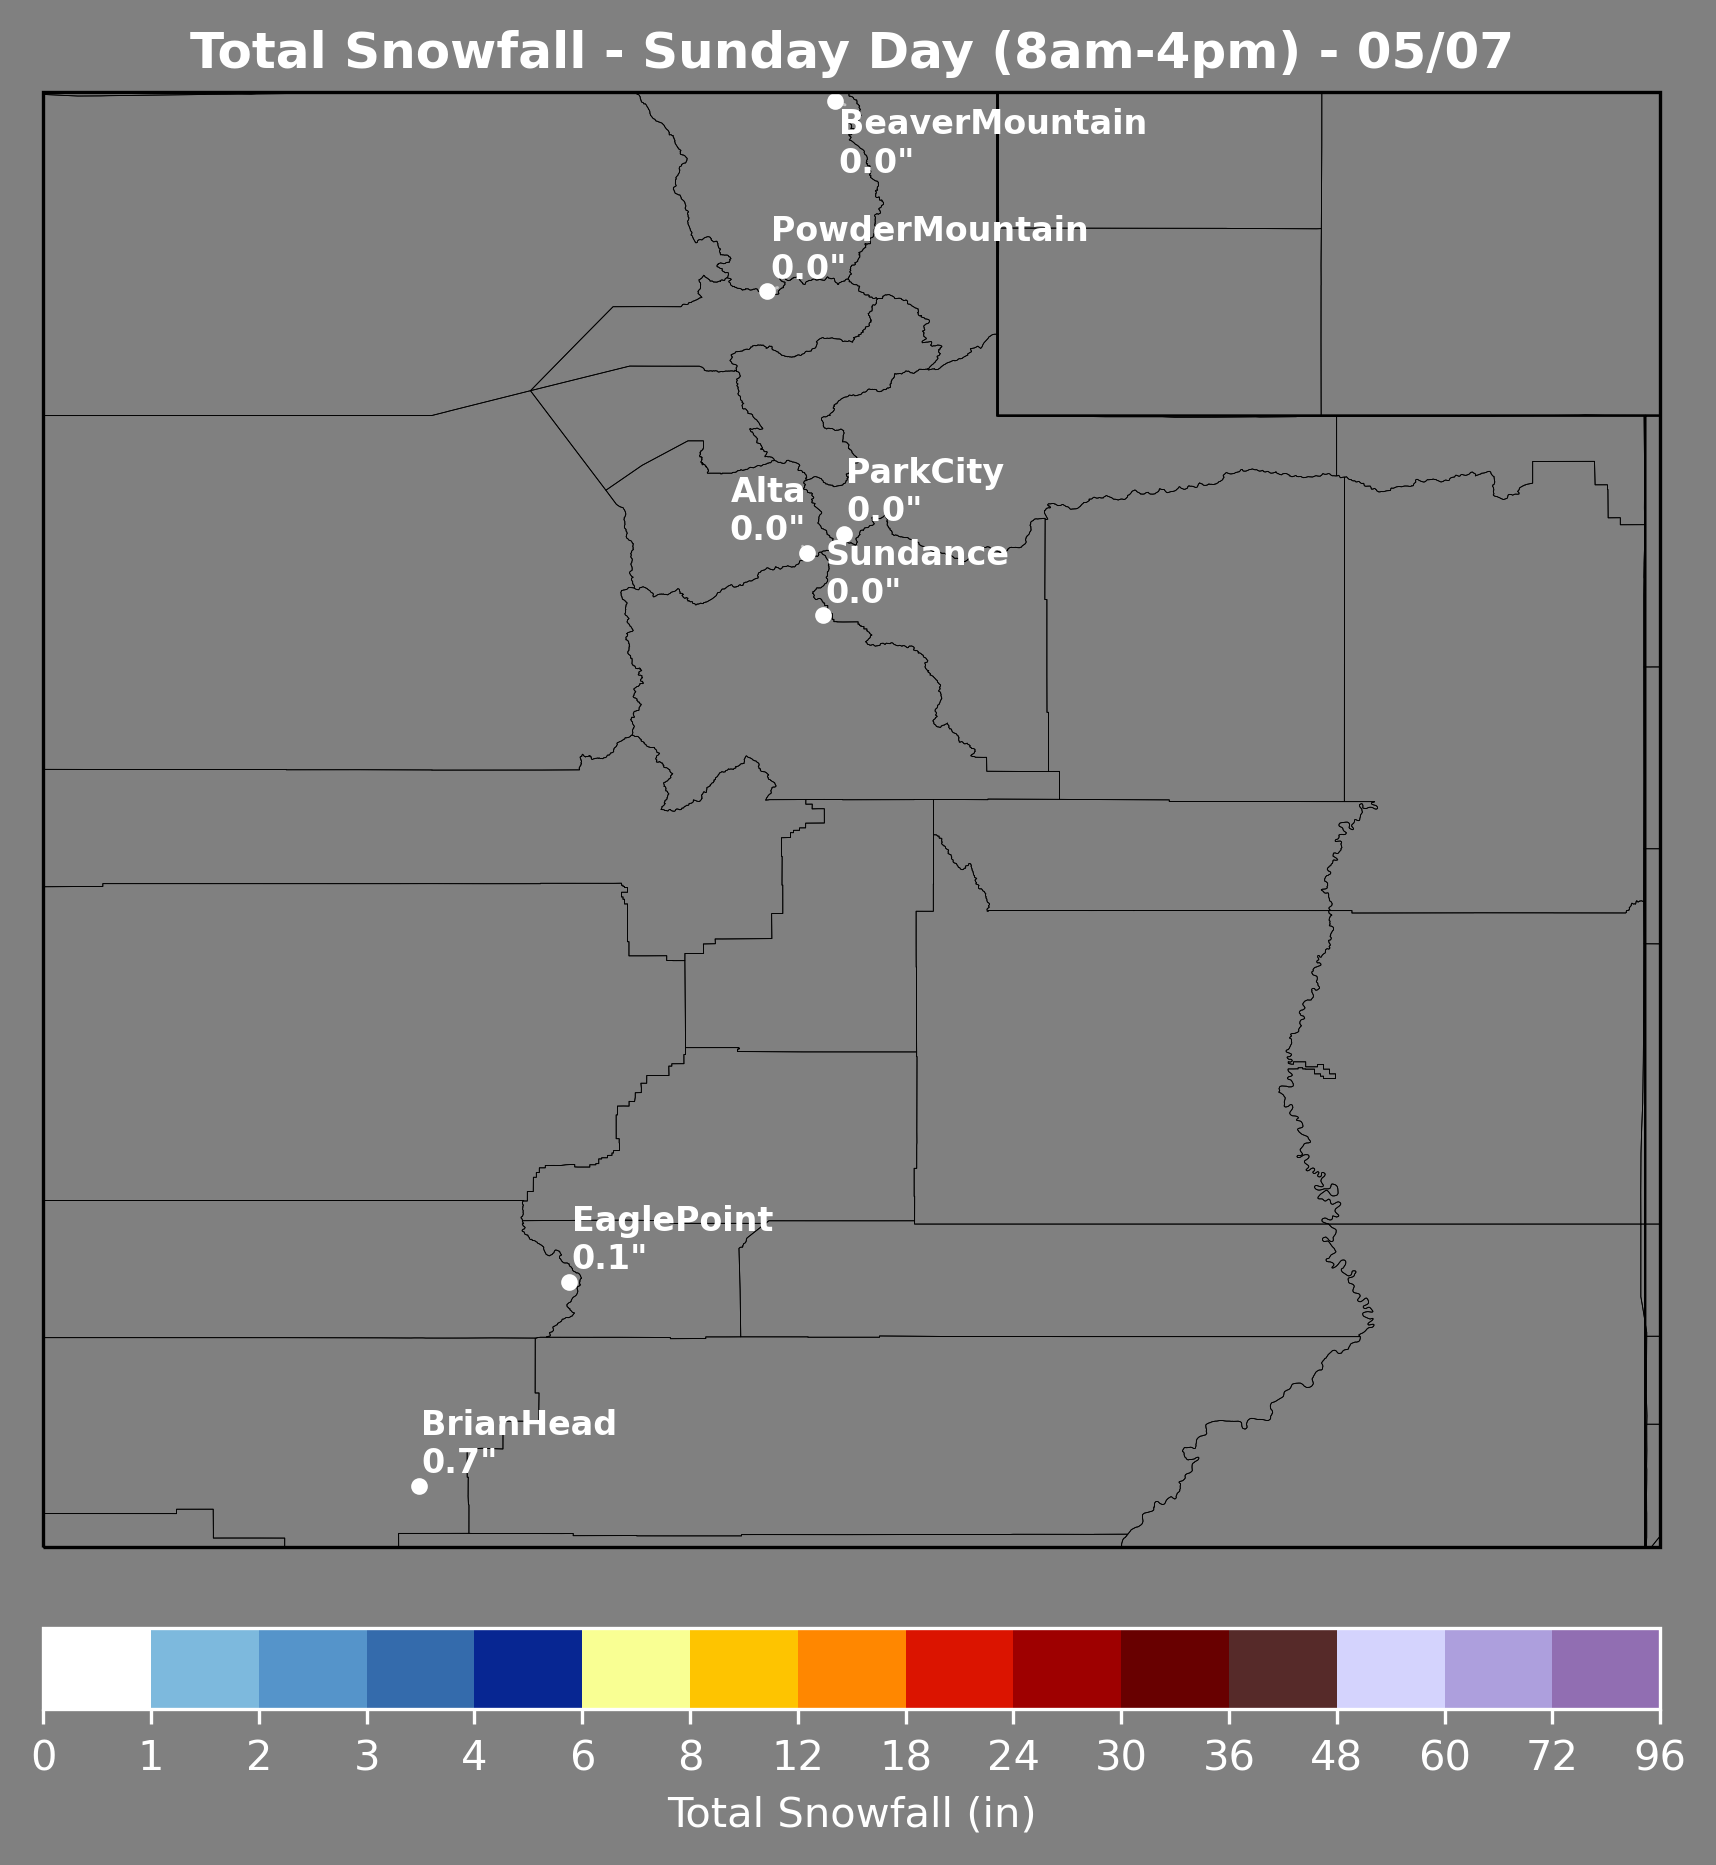 Total Snowfall - Sunday Day (8am-4pm) - 05/07
BeaverMountain
0.0"
PowderMountain
0.0"
ParkCity
0.0"
Alta
0.0"
Sundance
0.0"
EaglePoint
0.1"
BrianHead
0.7"
0 1 2 3 4 6 8 12 18 24 30 36 48 60 72 96
Total Snowfall (in)